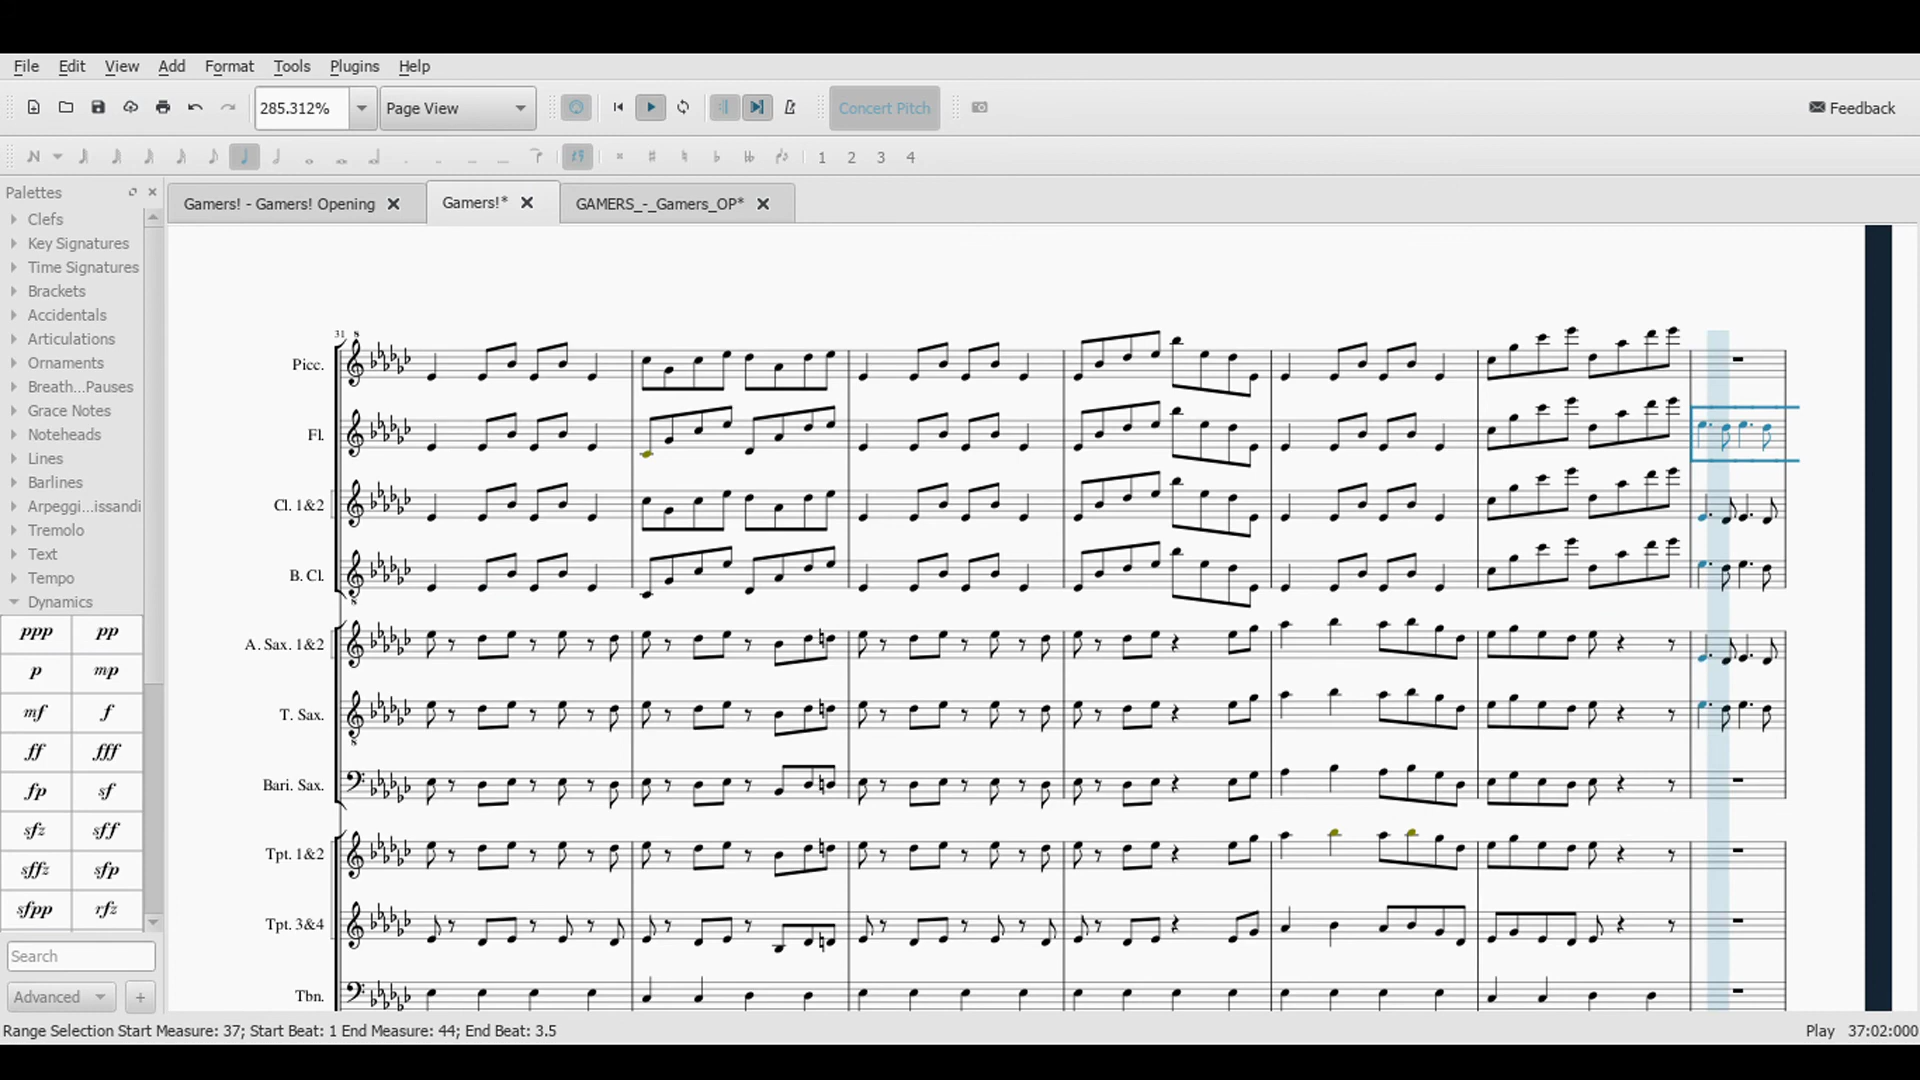 File Edit View Add Format Tools Plugins Help
285.312% Page View Concert Pitch Feedback
1 2 3 4
Palettes
Gamers! - Gamers! Opening Gamers!* GAMERS_-_Gamers_OP*
Clefs
Key Signatures
Time Signatures
Brackets
Accidentals
Articulations
Ornaments
Breath...Pauses
Grace Notes
Noteheads
Lines
Barlines
Arpeggi...issandi
Tremolo
Text
Tempo
Dynamics
ppp pp
p mp
mf f
ff fff
fp sf
sfz sff
sffz sfp
sfpp rfz
Search
Advanced +
31 8
Picc.
Fl.
Cl. 1&2
B. Cl.
8
A. Sax. 1&2
T. Sax.
8
Bari. Sax.
Tpt. 1&2
Tpt. 3&4
Tbn.
Range Selection Start Measure: 37; Start Beat: 1 End Measure: 44; End Beat: 3.5 Play 37:02:000